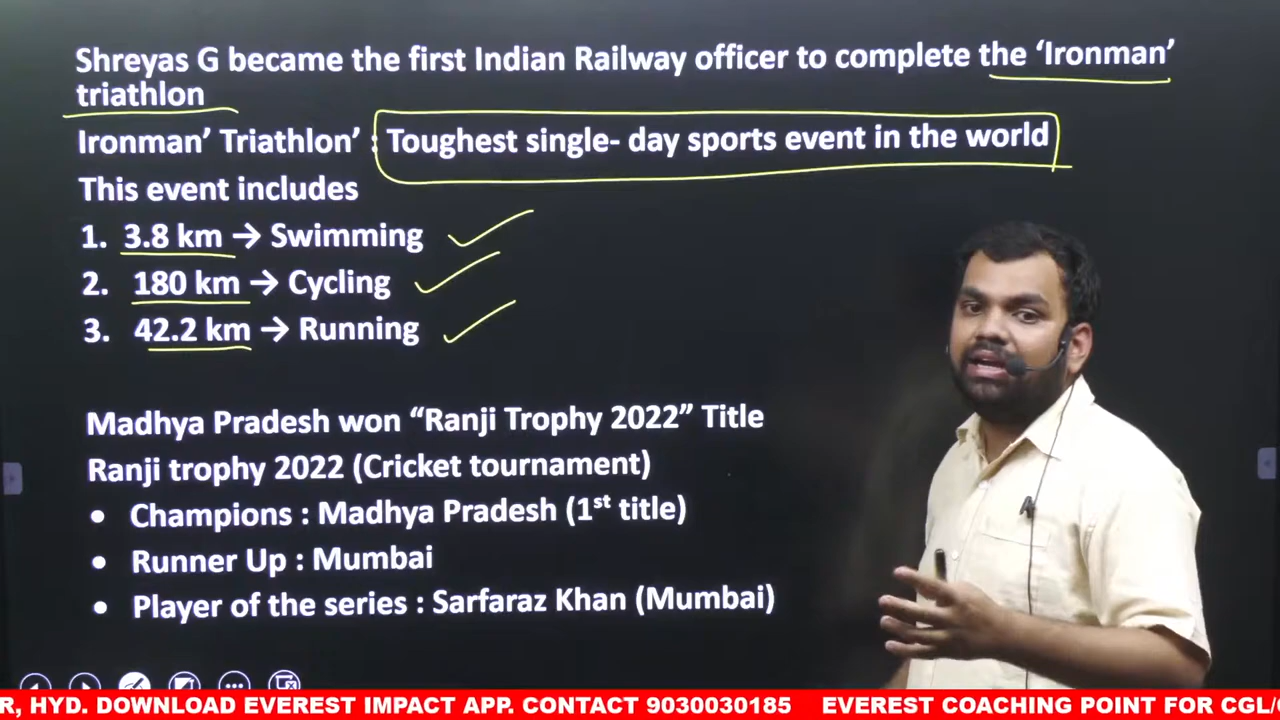 Shreyas G became the first Indian Railway officer to complete the ‘Ironman’
triathlon
Ironman’ Triathlon’ : Toughest single- day sports event in the world
This event includes
1. 3.8 km → Swimming
2. 180 km → Cycling
3. 42.2 km → Running
Madhya Pradesh won “Ranji Trophy 2022” Title
Ranji trophy 2022 (Cricket tournament)
• Champions : Madhya Pradesh (1st title)
• Runner Up : Mumbai
• Player of the series : Sarfaraz Khan (Mumbai)
R, HYD. DOWNLOAD EVEREST IMPACT APP. CONTACT 9030030185 EVEREST COACHING POINT FOR CGL/